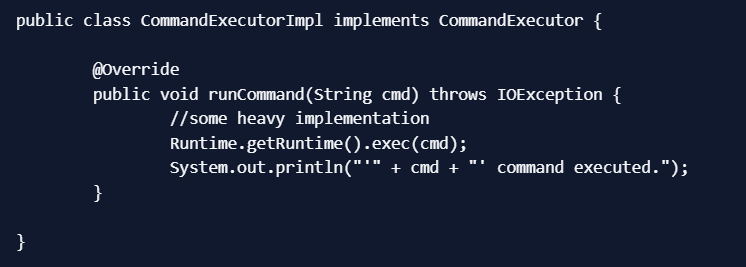 public class CommandExecutorImpl implements CommandExecutor {
@Override
public void runCommand(String cmd) throws IOException {
//some heavy implementation
Runtime.getRuntime().exec(cmd);
System.out.println("'" + cmd + "' command executed.");
}
}